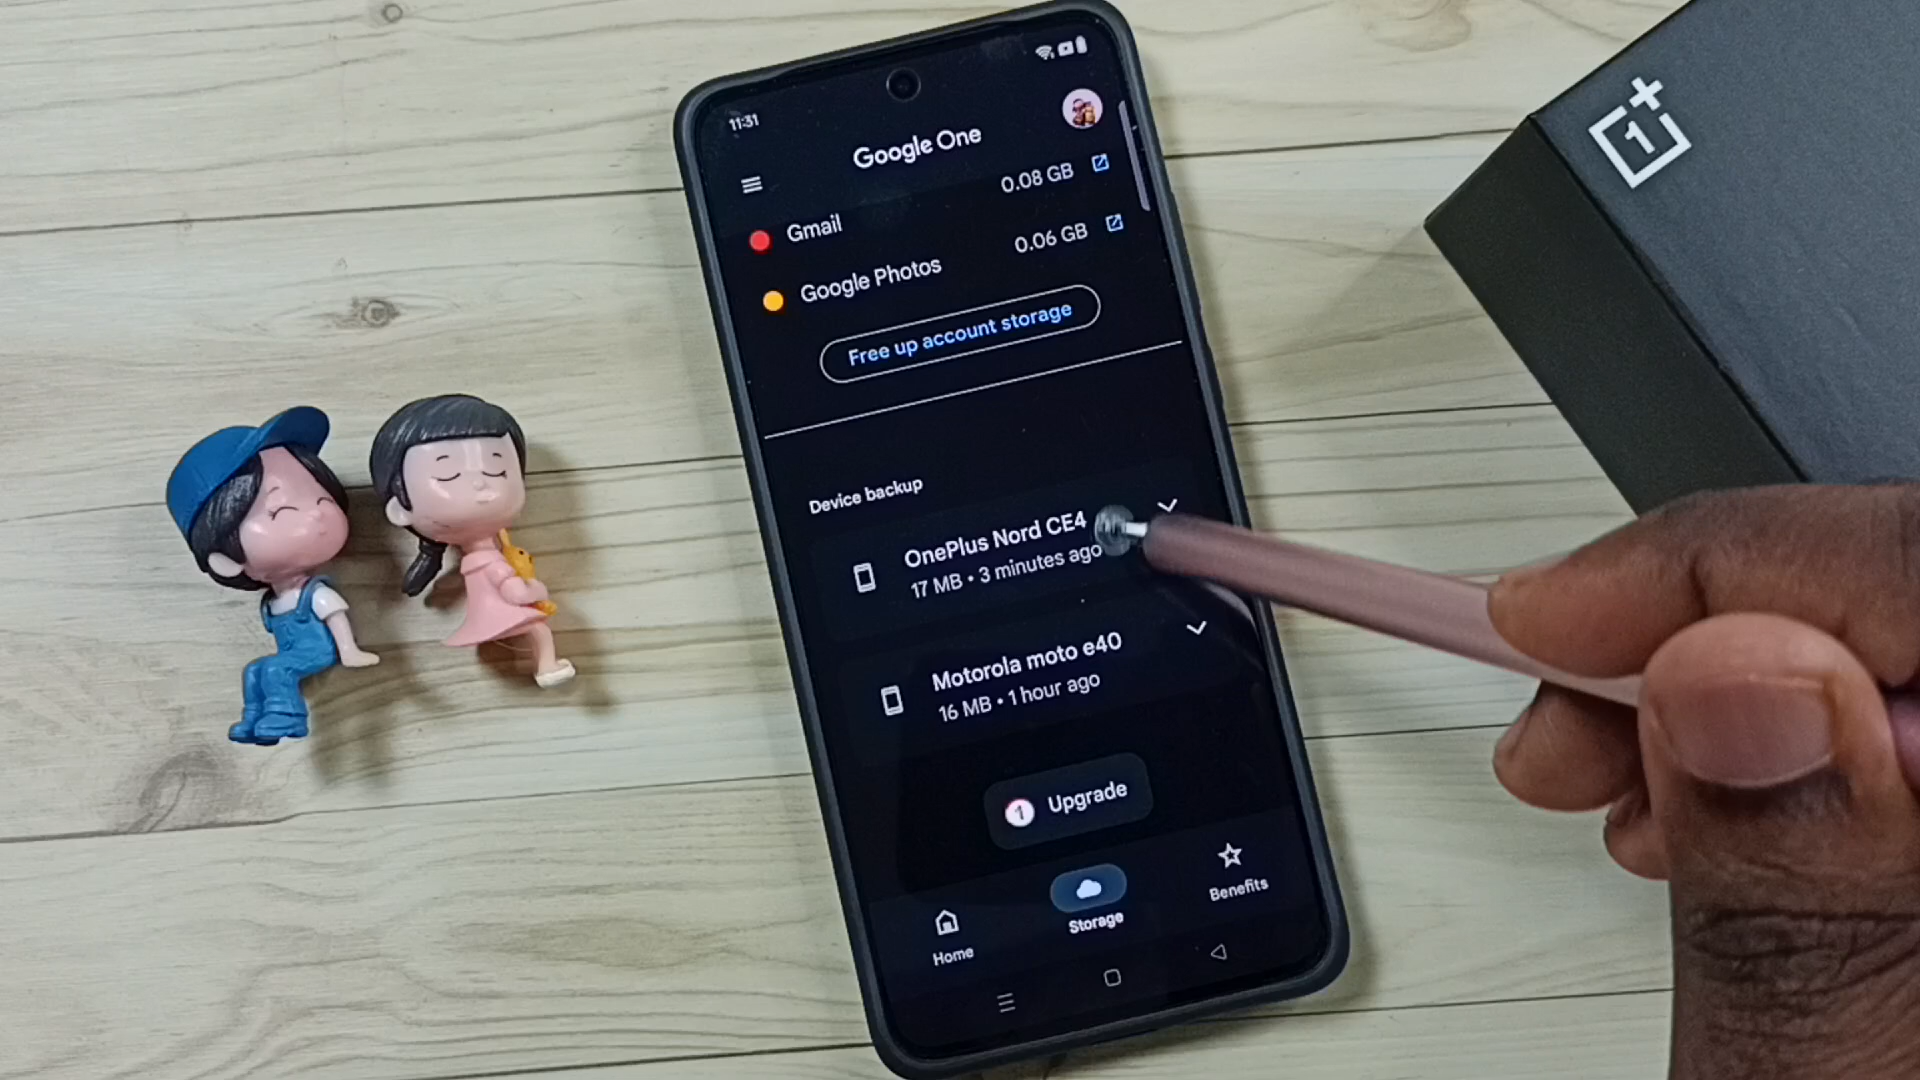 11:31
Google One
Gmail
0.08 GB
Google Photos
0.06 GB
Free up account storage
Device backup
OnePlus Nord CE4
17 MB • 3 minutes ago
Motorola moto e40
16 MB • 1 hour ago
1 Upgrade
Home
Storage
Benefits
1+